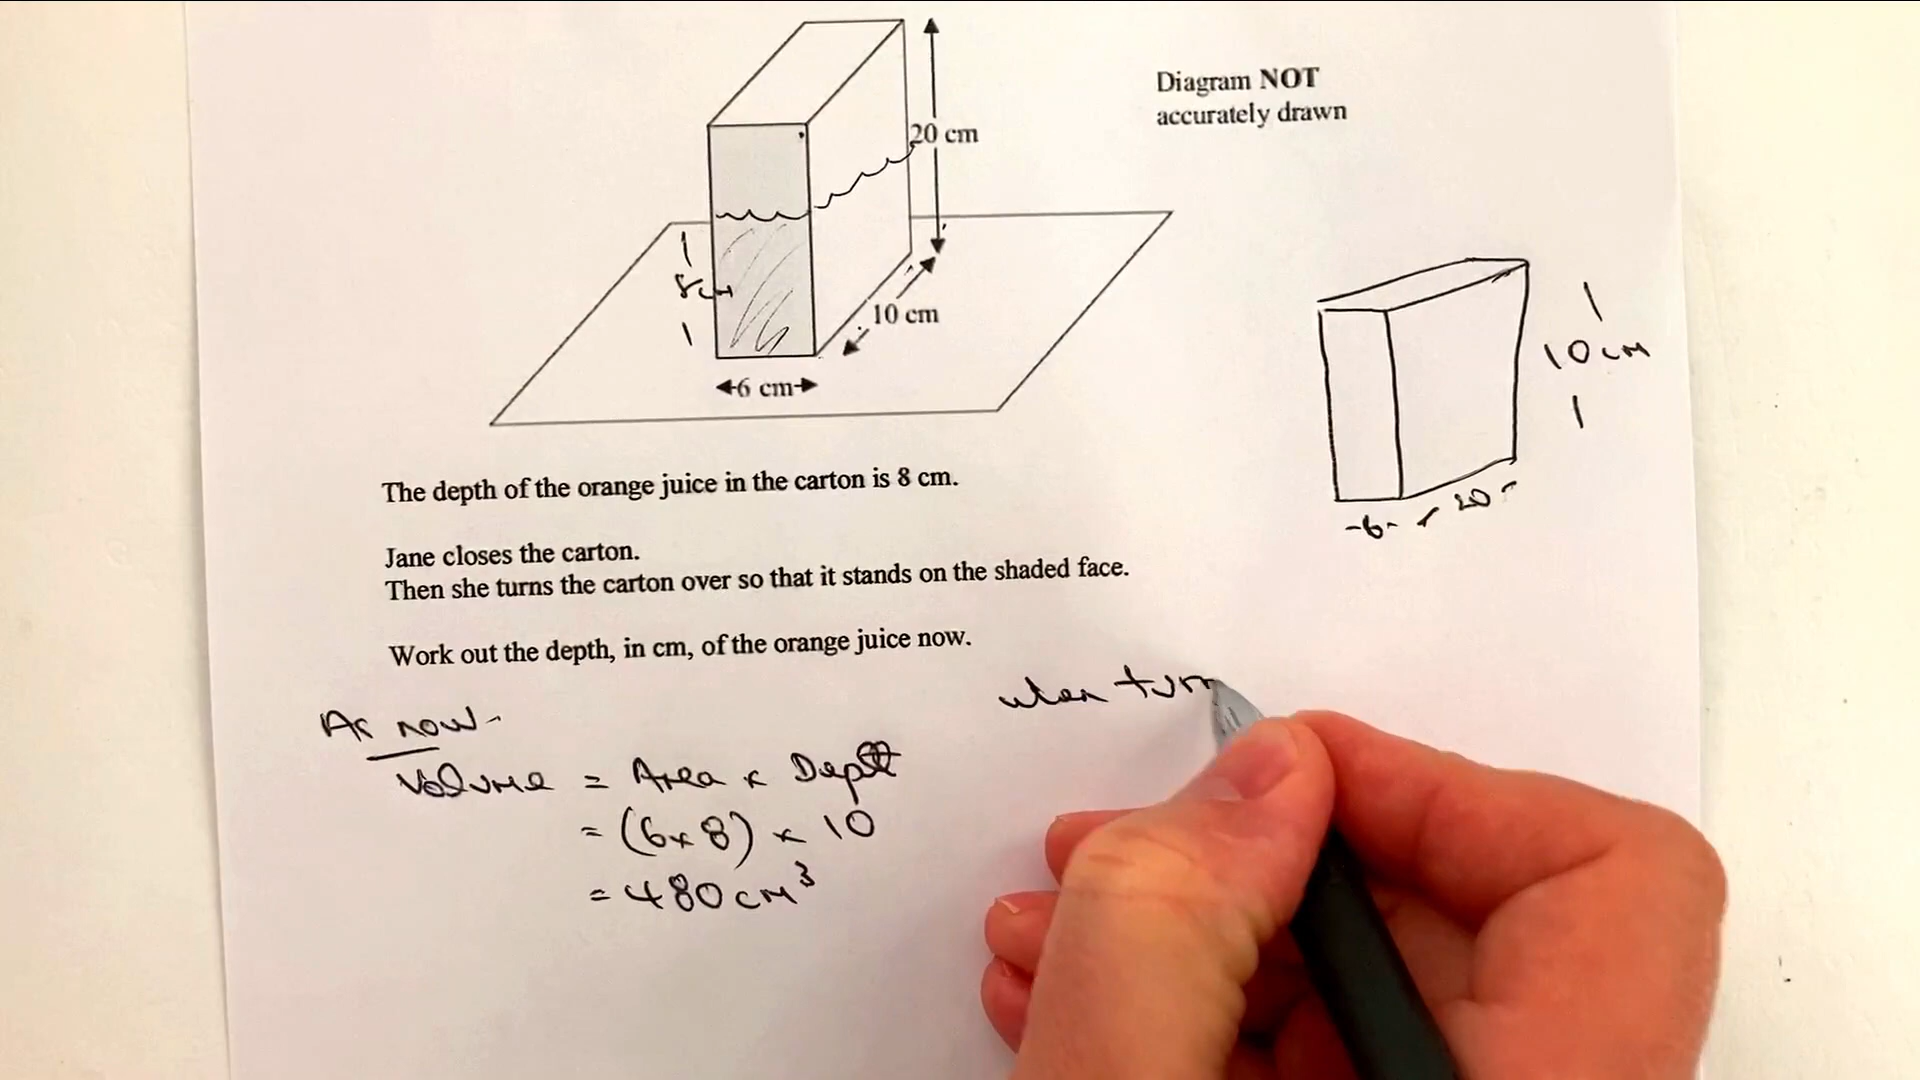 20 cm
Diagram NOT
accurately drawn
8cm
10 cm
6 cm
10cm
6
20
The depth of the orange juice in the carton is 8 cm.
Jane closes the carton.
Then she turns the carton over so that it stands on the shaded face.
Work out the depth, in cm, of the orange juice now.
As now
when turn
Volume = Area × Depth
= (6×8) × 10
= 480cm³